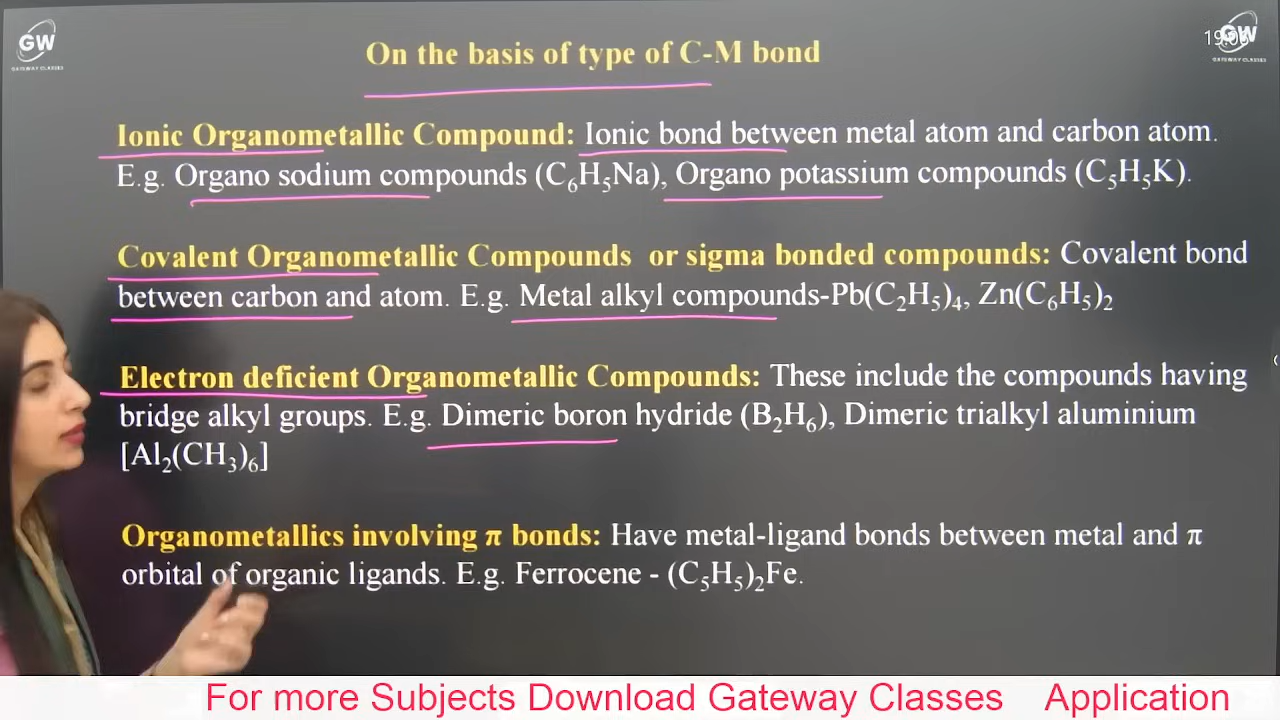 GW
GATEWAY CLASSES
On the basis of type of C-M bond
GW
GATEWAY CLASSES
Ionic Organometallic Compound: Ionic bond between metal atom and carbon atom.
E.g. Organo sodium compounds (C₆H₅Na), Organo potassium compounds (C₅H₅K).
Covalent Organometallic Compounds or sigma bonded compounds: Covalent bond
between carbon and atom. E.g. Metal alkyl compounds-Pb(C₂H₅)₄, Zn(C₆H₅)₂
Electron deficient Organometallic Compounds: These include the compounds having
bridge alkyl groups. E.g. Dimeric boron hydride (B₂H₆), Dimeric trialkyl aluminium
[Al₂(CH₃)₆]
Organometallics involving π bonds: Have metal-ligand bonds between metal and π
orbital of organic ligands. E.g. Ferrocene - (C₅H₅)₂Fe.
For more Subjects Download Gateway Classes Application